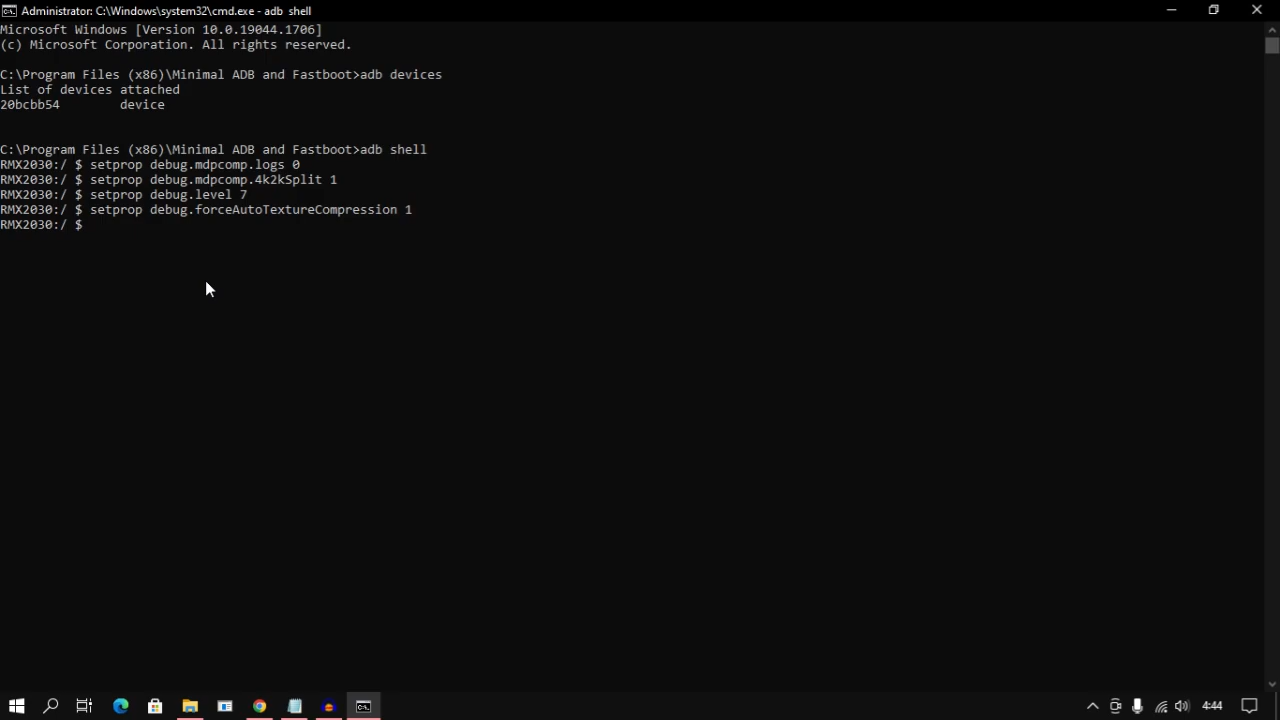 Administrator: C:\Windows\system32\cmd.exe - adb shell
Microsoft Windows [Version 10.0.19044.1706]
(c) Microsoft Corporation. All rights reserved.
C:\Program Files (x86)\Minimal ADB and Fastboot>adb devices
List of devices attached
20bcbb54        device
C:\Program Files (x86)\Minimal ADB and Fastboot>adb shell
RMX2030:/ $ setprop debug.mdpcomp.logs 0
RMX2030:/ $ setprop debug.mdpcomp.4k2kSplit 1
RMX2030:/ $ setprop debug.level 7
RMX2030:/ $ setprop debug.forceAutoTextureCompression 1
RMX2030:/ $
4:44